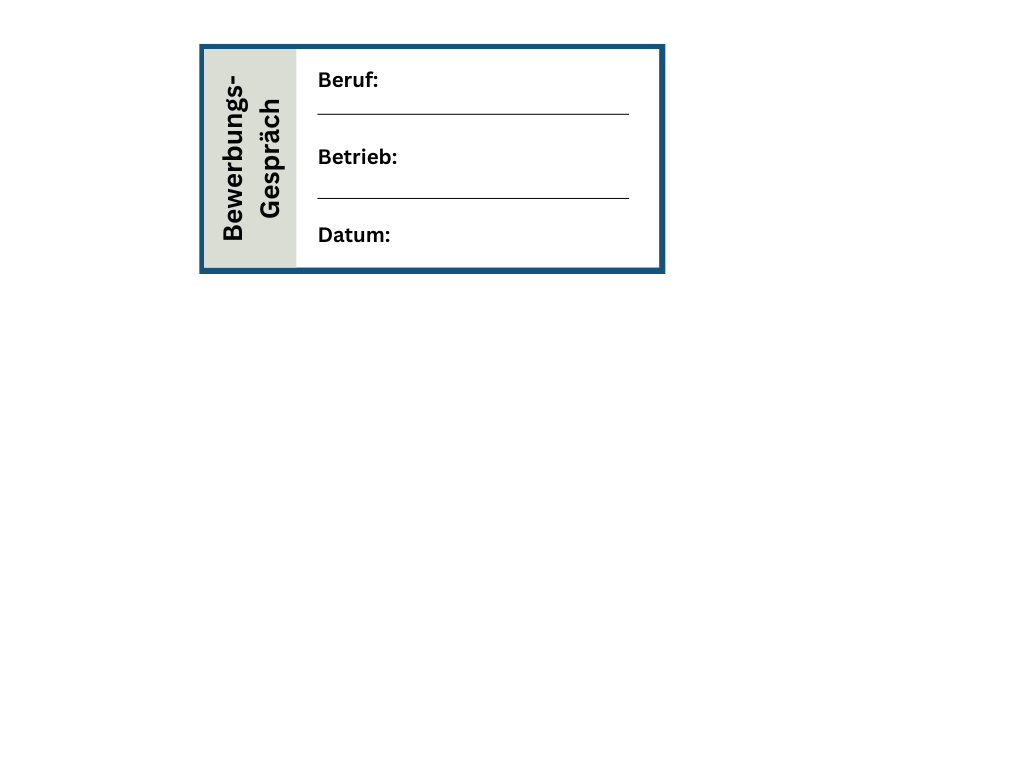 Bewerbungs-
Gespräch
Beruf:
Betrieb:
Datum: